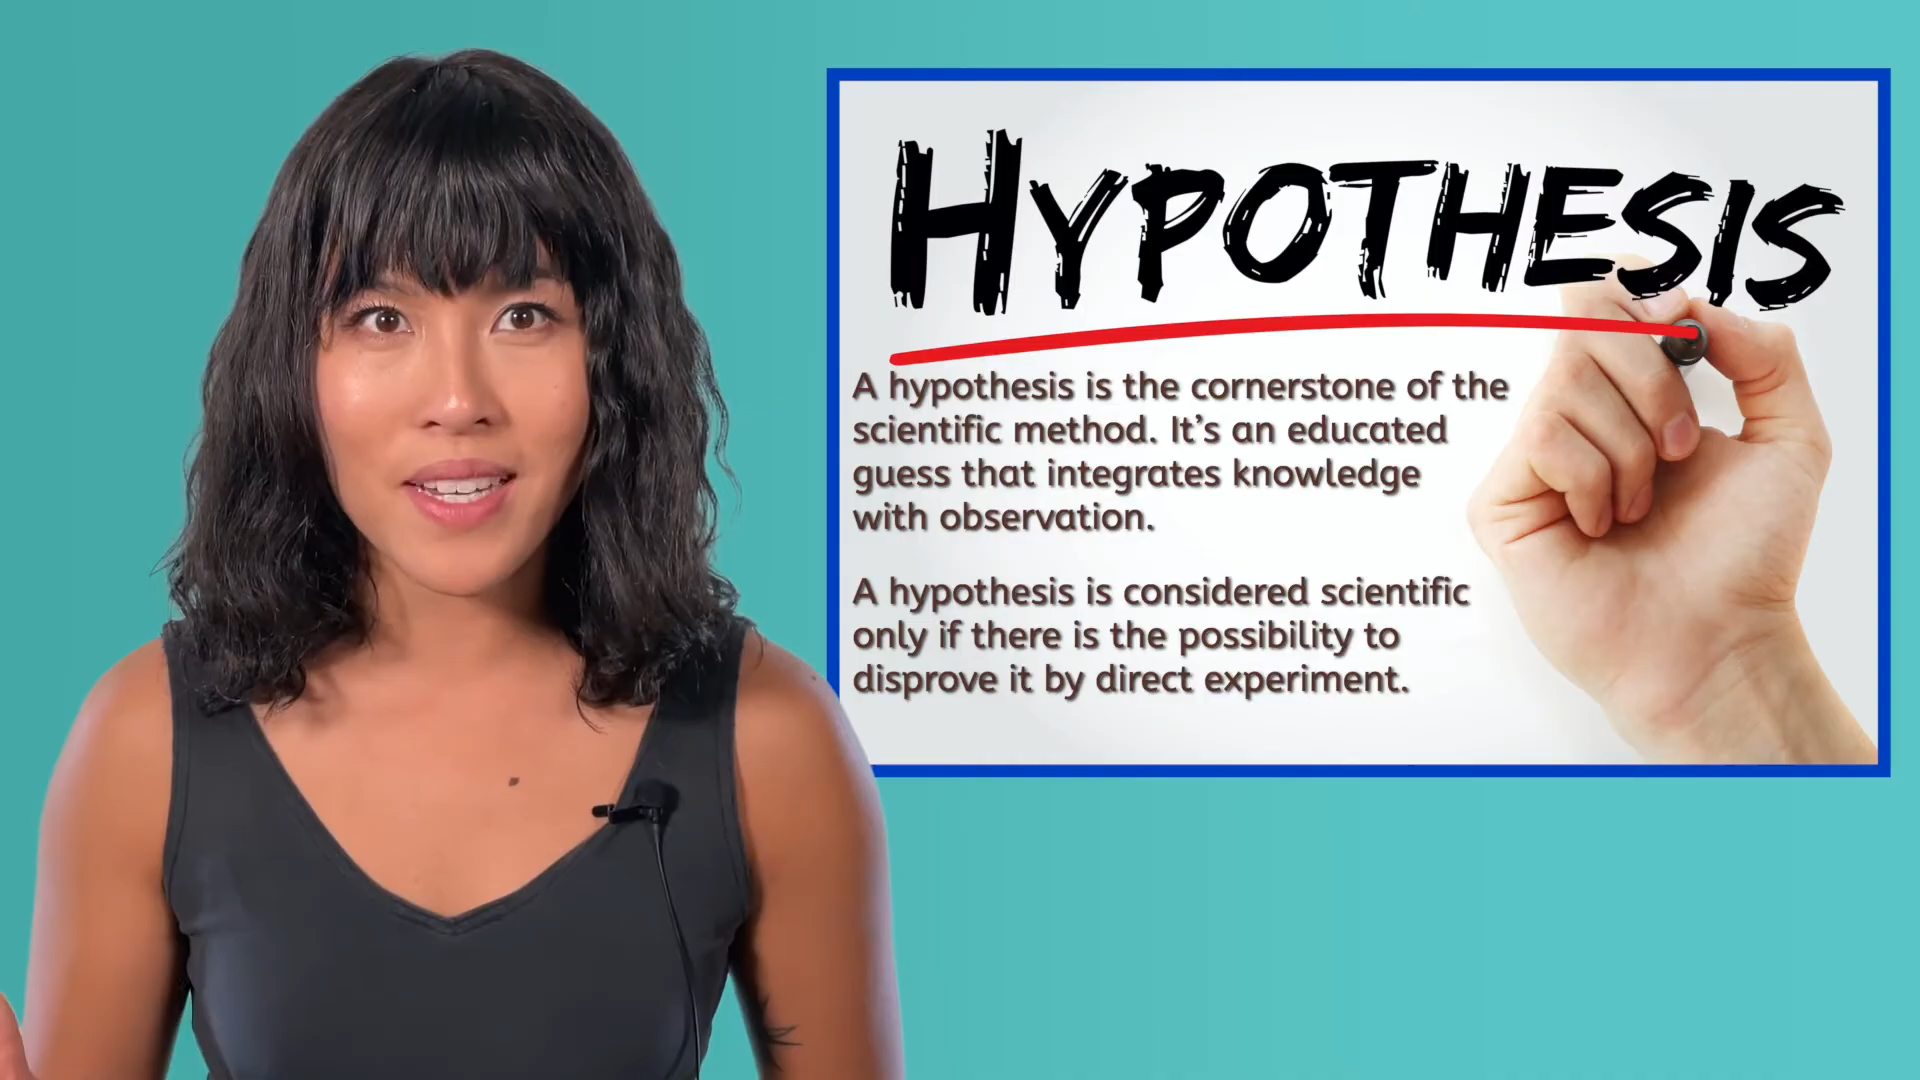 HYPOTHESIS
A hypothesis is the cornerstone of the
scientific method. It's an educated
guess that integrates knowledge
with observation.
A hypothesis is considered scientific
only if there is the possibility to
disprove it by direct experiment.